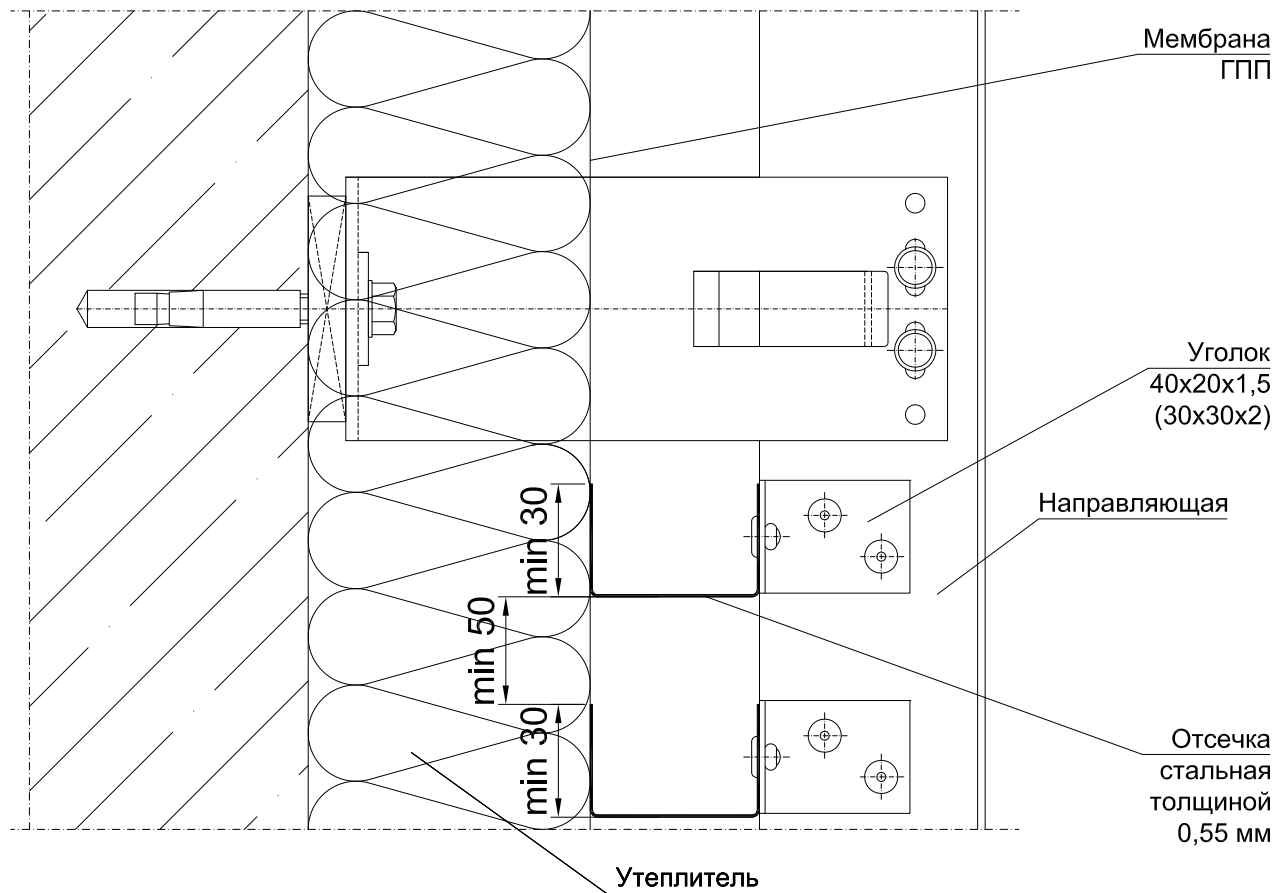 Мембрана
ГПП
Уголок
40x20x1,5
(30x30x2)
Направляющая
min 30
min 50
min 30
Отсечка
стальная
толщиной
0,55 мм
Утеплитель